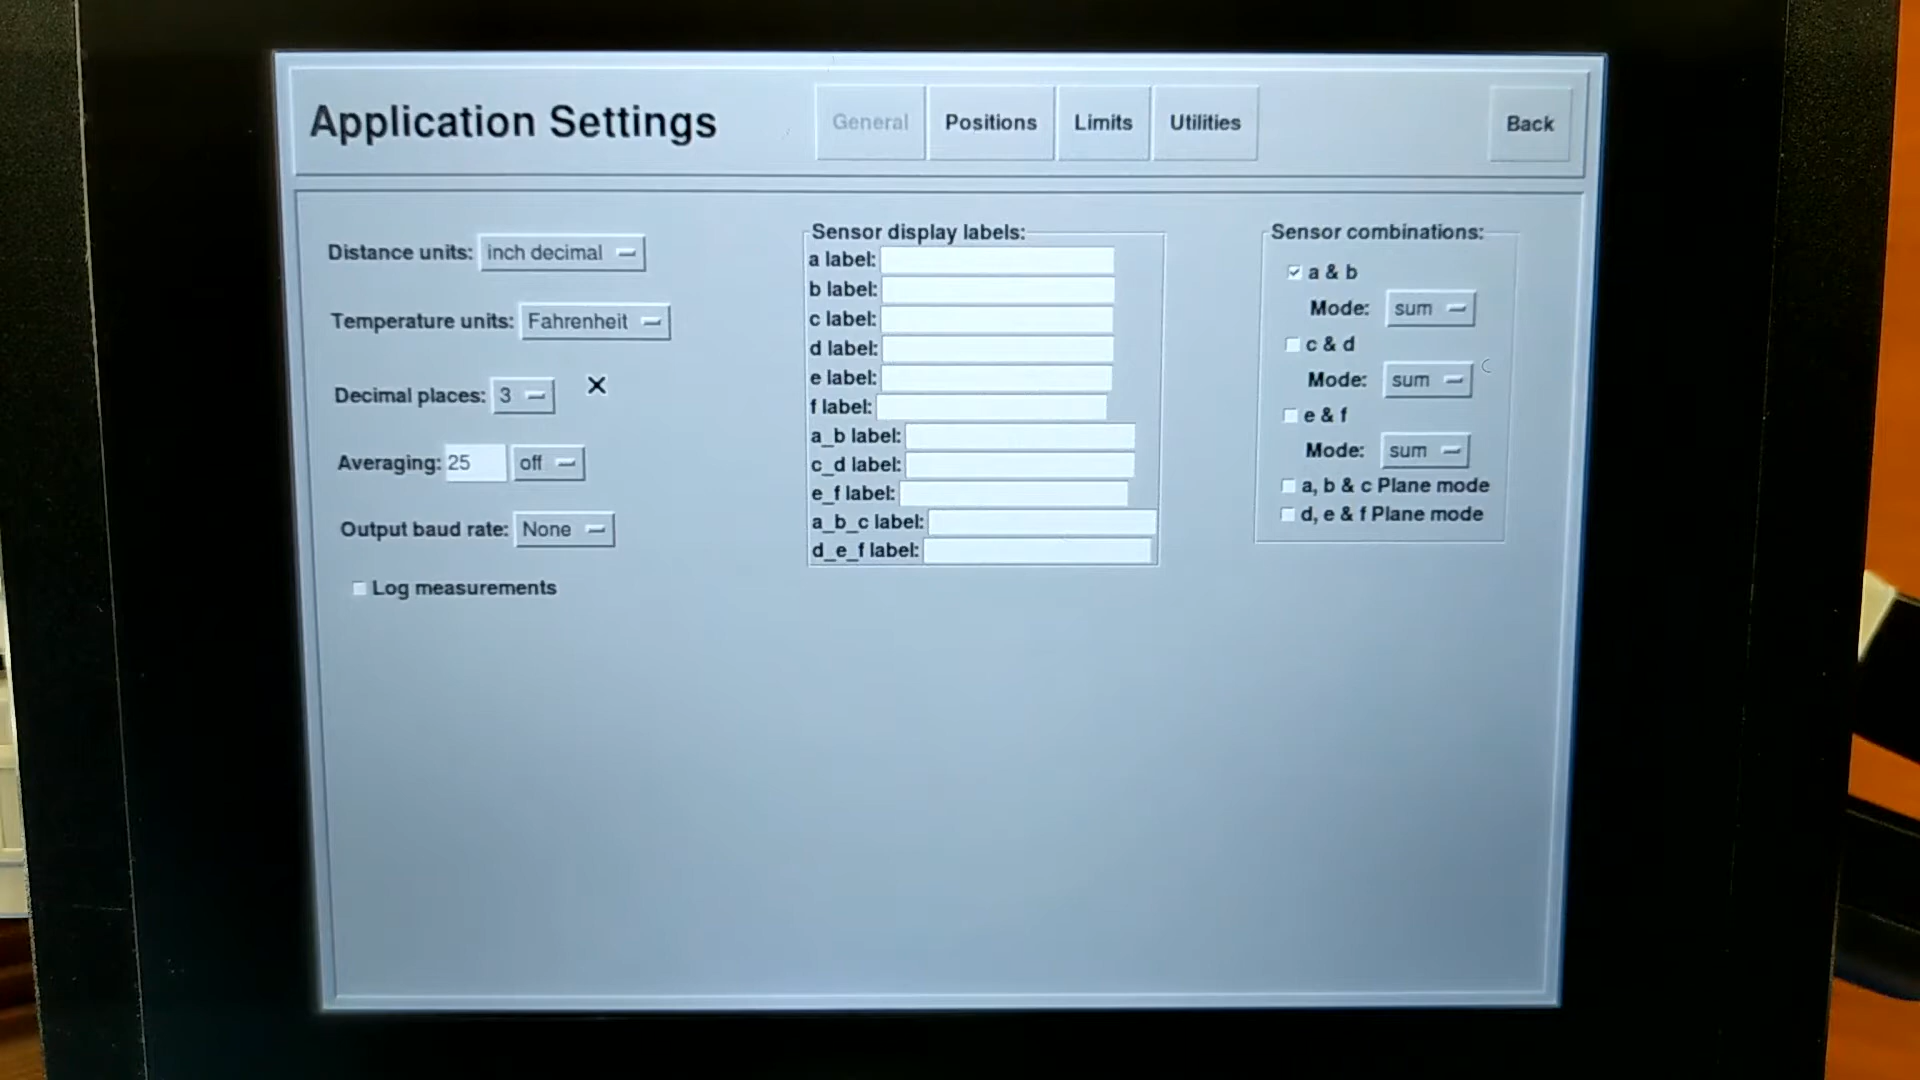 Application Settings
General
Positions
Limits
Utilities
Back
Distance units: inch decimal
Temperature units: Fahrenheit
Decimal places: 3
Averaging: 25 off
Output baud rate: None
Log measurements
Sensor display labels:
a label:
b label:
c label:
d label:
e label:
f label:
a_b label:
c_d label:
e_f label:
a_b_c label:
d_e_f label:
Sensor combinations:
a & b
Mode: sum
c & d
Mode: sum
e & f
Mode: sum
a, b & c Plane mode
d, e & f Plane mode